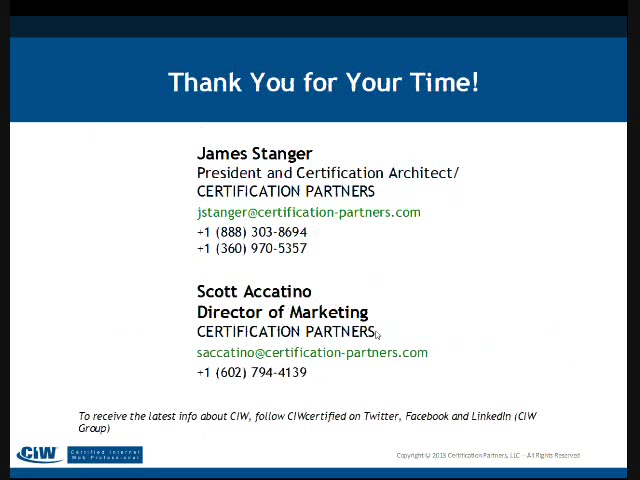 Thank You for Your Time!
James Stanger
President and Certification Architect/
CERTIFICATION PARTNERS
jstanger@certification-partners.com
+1 (888) 303-8694
+1 (360) 970-5357
Scott Accatino
Director of Marketing
CERTIFICATION PARTNERS
saccatino@certification-partners.com
+1 (602) 794-4139
To receive the latest info about CIW, follow CIWcertified on Twitter, Facebook and LinkedIn (CIW
Group)
CIW
Certified Internet
Web Professional
Copyright © 2013 Certification Partners, LLC -- All Rights Reserved